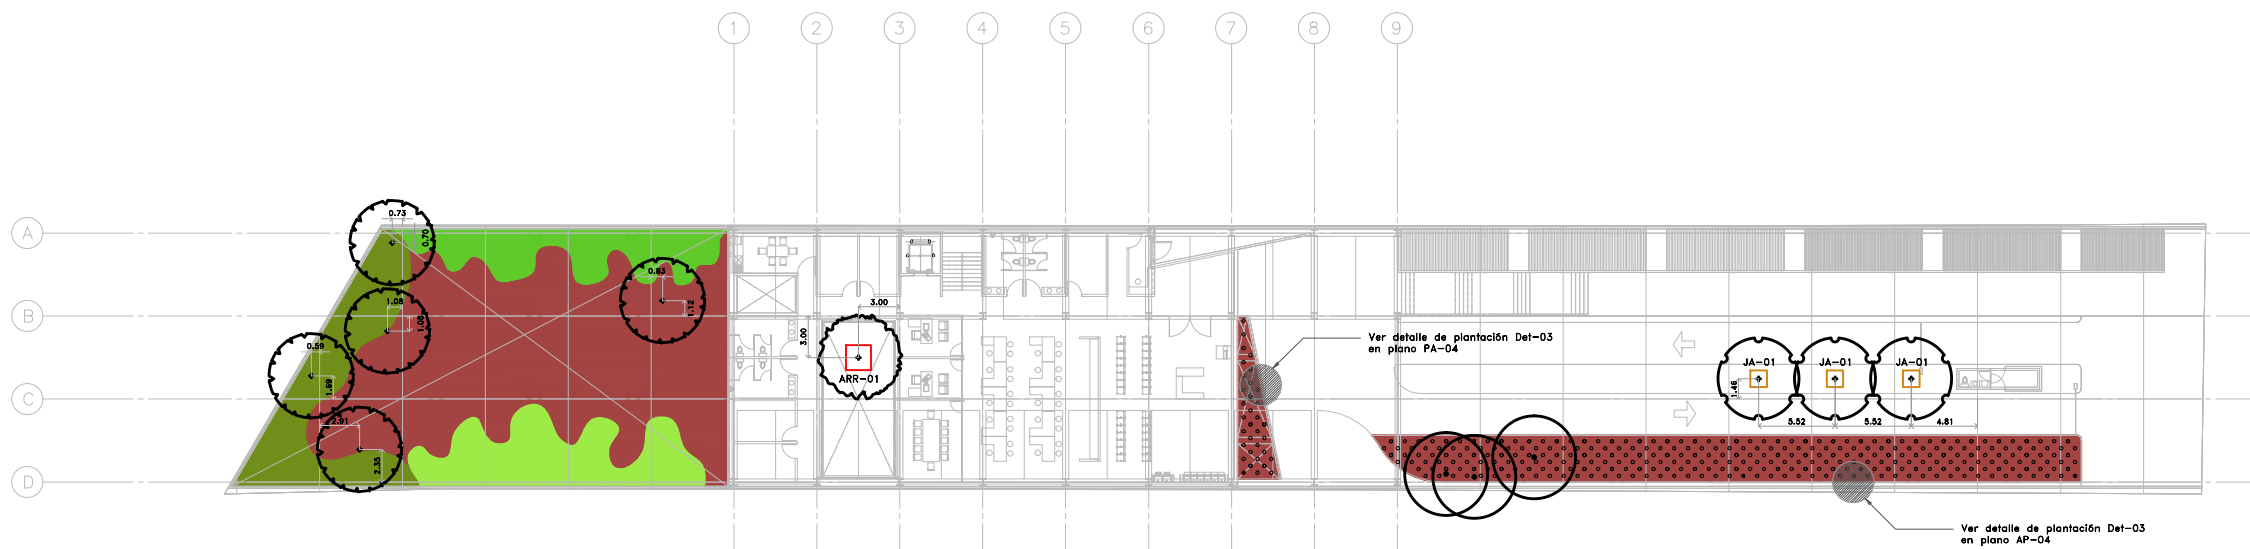 1 2 3 4 5 6 7 8 9
A
0.73
0.70
0.83
1.12
B
1.08
1.08
3.00
3.00
ARR-01
0.59
1.69
Ver detalle de plantación Det-03
en plano PA-04
JA-01 JA-01 JA-01
1.46
C
2.91
2.35
5.52 5.52 4.81
D
Ver detalle de plantación Det-03
en plano AP-04